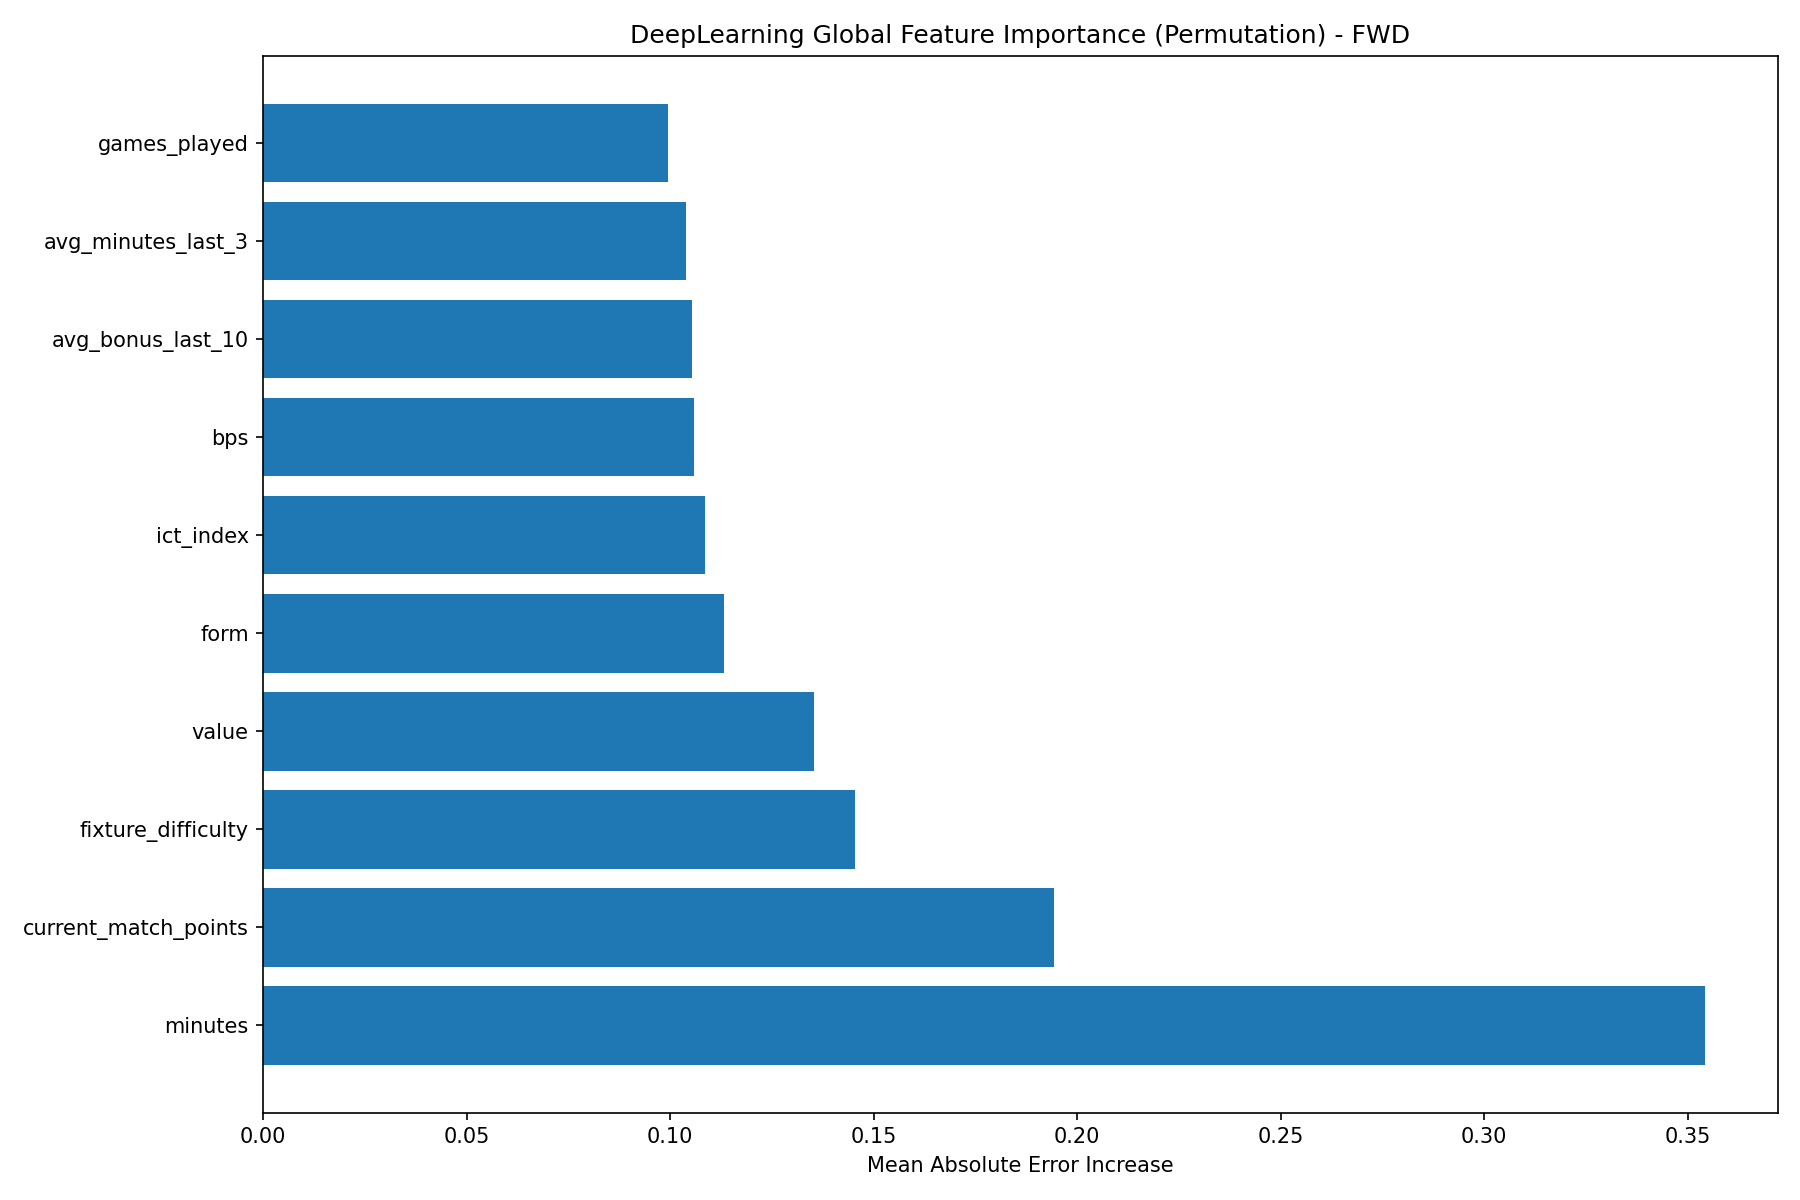 DeepLearning Global Feature Importance (Permutation) - FWD
games_played
avg_minutes_last_3
avg_bonus_last_10
bps
ict_index
form
value
fixture_difficulty
current_match_points
minutes
0.00 0.05 0.10 0.15 0.20 0.25 0.30 0.35
Mean Absolute Error Increase